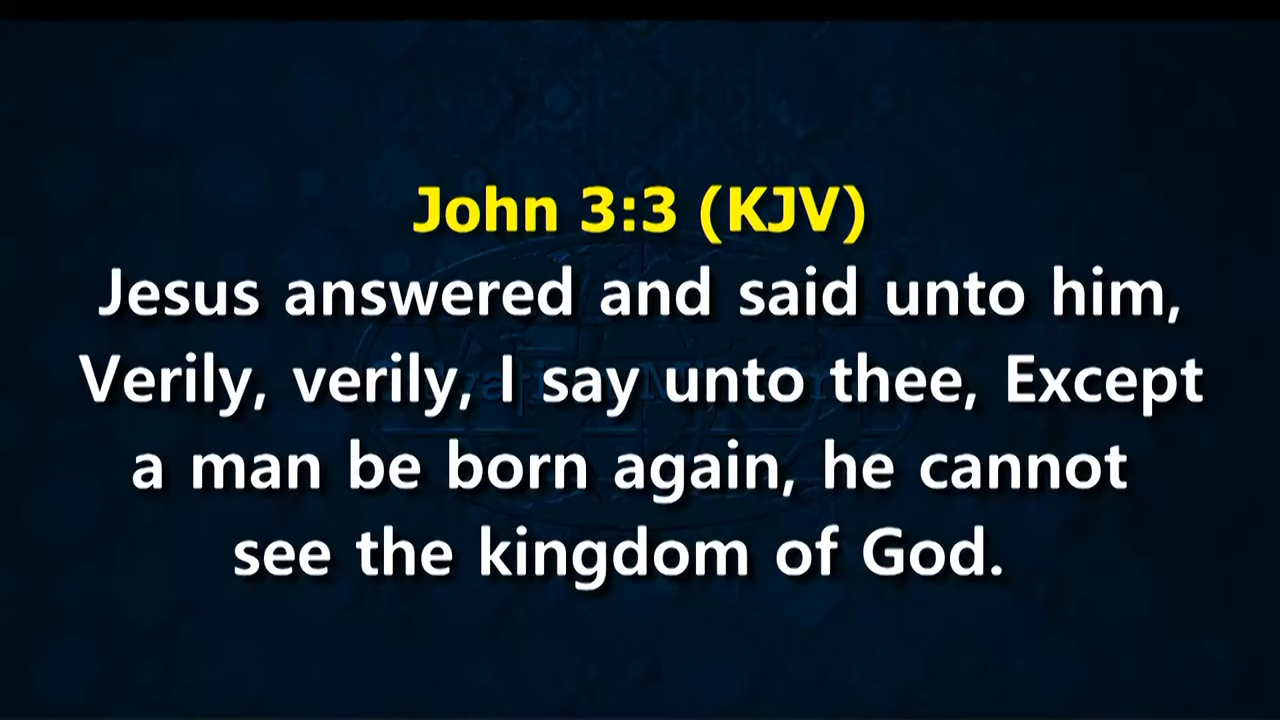 John 3:3 (KJV)
Jesus answered and said unto him,
Verily, verily, I say unto thee, Except
a man be born again, he cannot
see the kingdom of God.